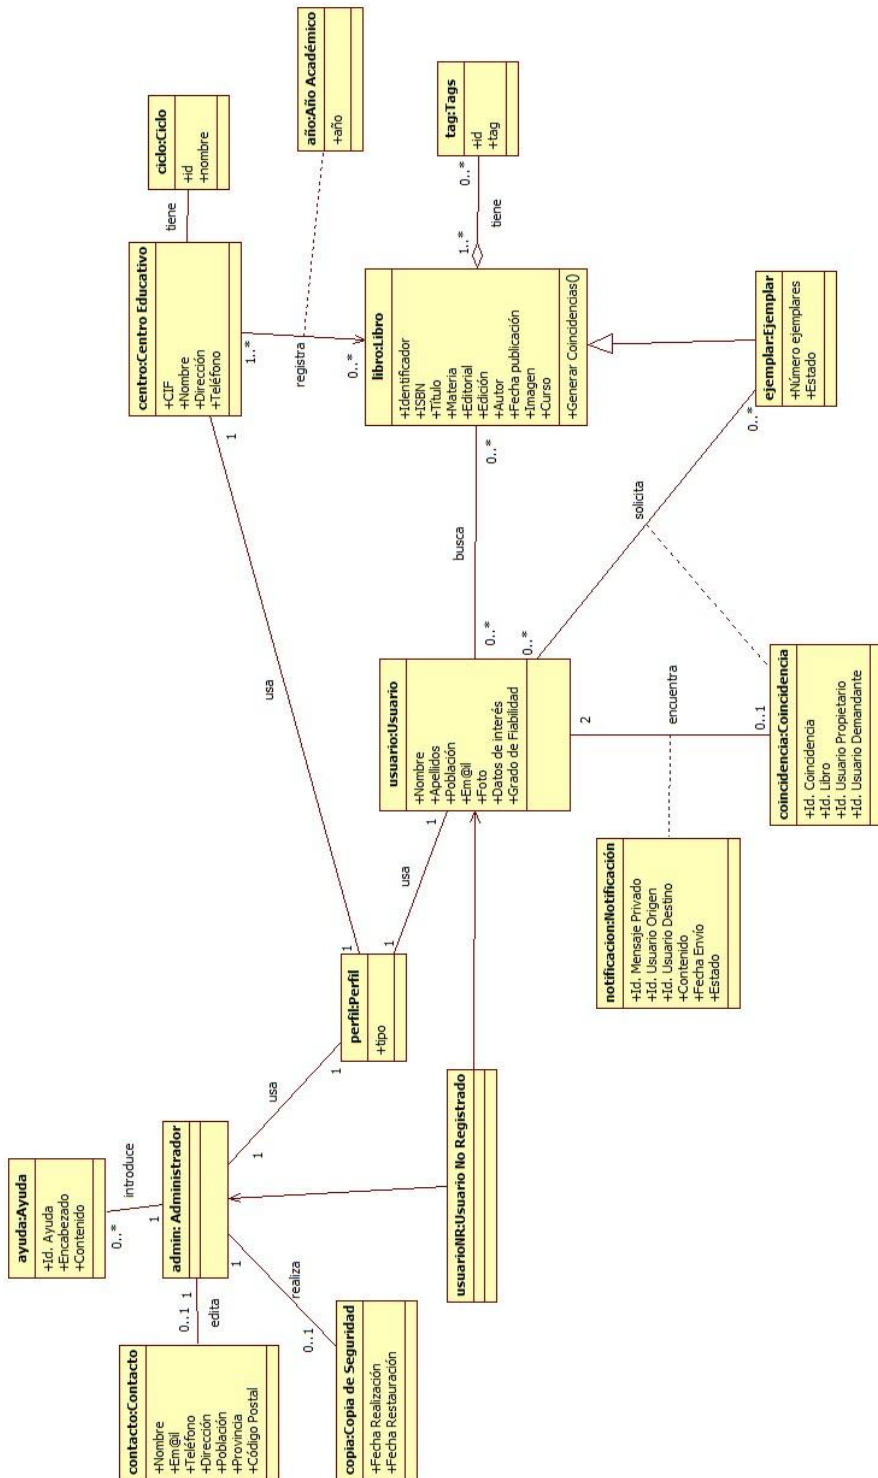 contacto:Contacto
+Nombre
+Em@il
+Teléfono
+Dirección
+Población
+Provincia
+Código Postal
0..1
1
edita
ayuda:Ayuda
+Id. Ayuda
+Encabezado
+Contenido
0..*
1
introduce
admin: Administrador
copia:Copia de Seguridad
+Fecha Realización
+Fecha Restauración
0..1
1
realiza
1
1
usa
perfil:Perfil
+tipo
usuarioNR:Usuario No Registrado
1
1
usa
1
1
usa
centro:Centro Educativo
+CIF
+Nombre
+Dirección
+Teléfono
tiene
ciclo:Ciclo
+id
+nombre
1..*
0..*
registra
año:Año Académico
+año
usuario:Usuario
+Nombre
+Apellidos
+Población
+Em@il
+Foto
+Datos de interés
+Grado de Fiabilidad
0..*
0..*
busca
libro:Libro
+Identificador
+ISBN
+Título
+Materia
+Editorial
+Edición
+Autor
+Fecha publicación
+Imagen
+Curso
+Generar Coincidencias()
1..*
0..*
tiene
tag:Tags
+id
+tag
0..*
0..*
solicita
ejemplar:Ejemplar
+Número ejemplares
+Estado
2
0..1
encuentra
notificacion:Notificación
+Id. Mensaje Privado
+Id. Usuario Origen
+Id. Usuario Destino
+Contenido
+Fecha Envío
+Estado
coincidencia:Coincidencia
+Id. Coincidencia
+Id. Libro
+Id. Usuario Propietario
+Id. Usuario Demandante